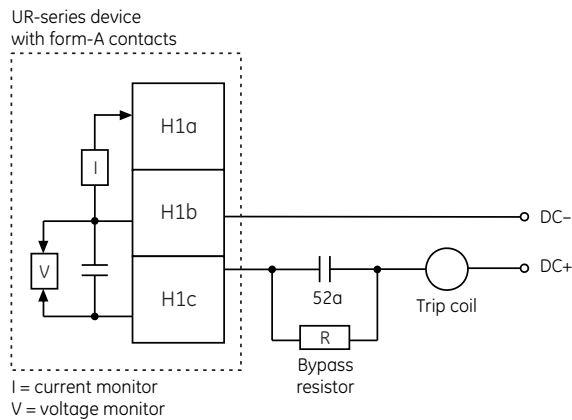 UR-series device
with form-A contacts
H1a
I
H1b
DC–
V
DC+
52a
Trip coil
H1c
R
Bypass
resistor
I = current monitor
V = voltage monitor